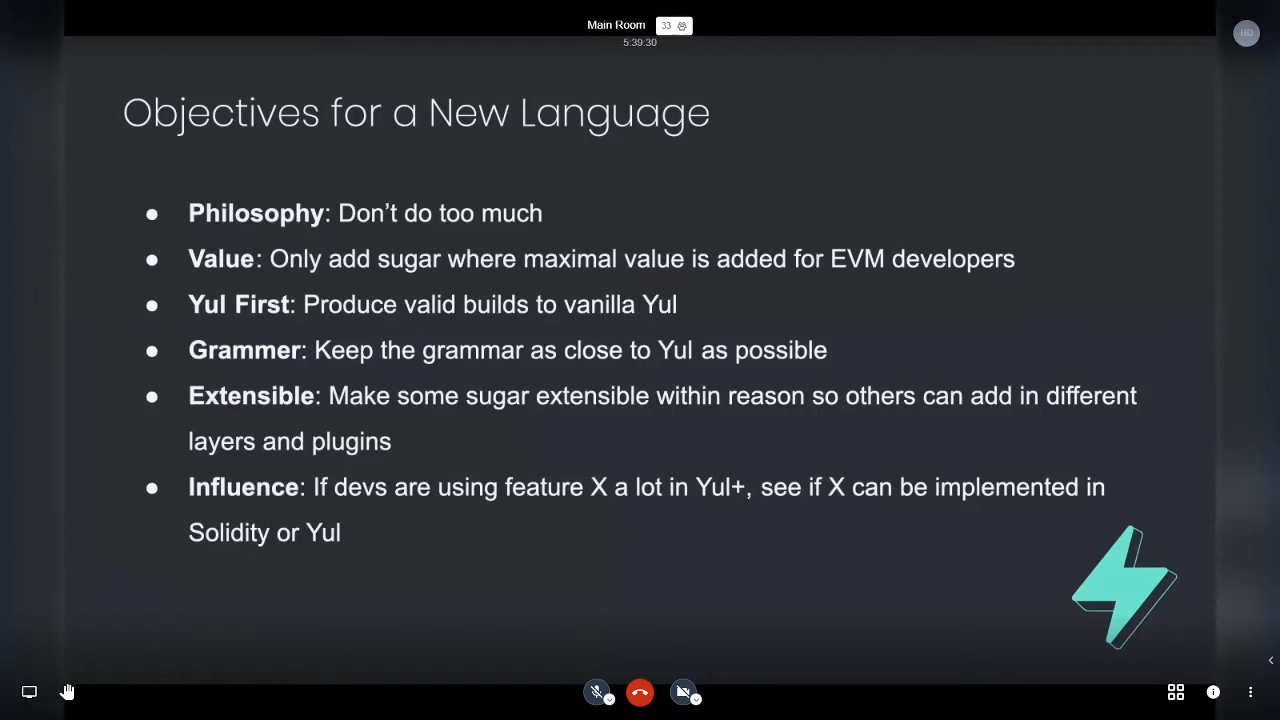 Main Room 33
5:39:30
HD
Objectives for a New Language
● Philosophy: Don't do too much
● Value: Only add sugar where maximal value is added for EVM developers
● Yul First: Produce valid builds to vanilla Yul
● Grammer: Keep the grammar as close to Yul as possible
● Extensible: Make some sugar extensible within reason so others can add in different
layers and plugins
● Influence: If devs are using feature X a lot in Yul+, see if X can be implemented in
Solidity or Yul